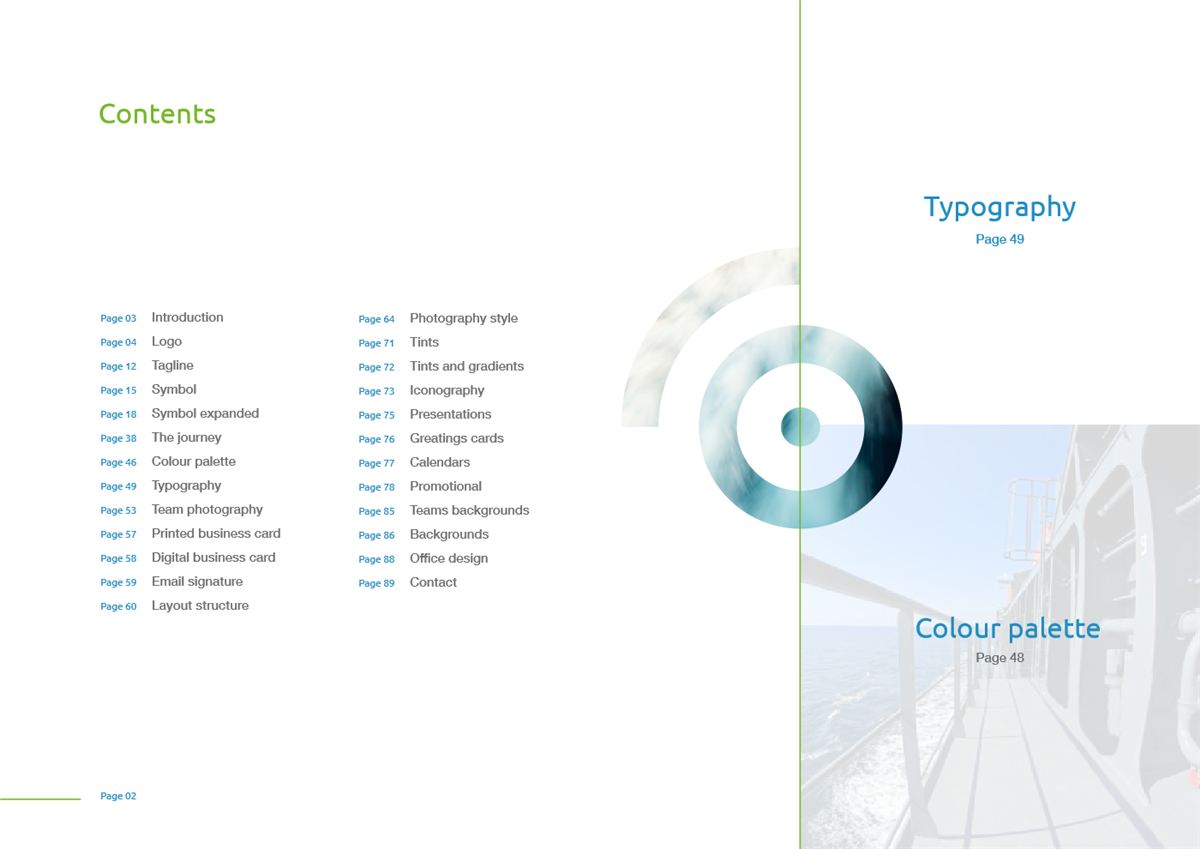 Contents
Page 03 Introduction
Page 04 Logo
Page 12 Tagline
Page 15 Symbol
Page 18 Symbol expanded
Page 38 The journey
Page 46 Colour palette
Page 49 Typography
Page 53 Team photography
Page 57 Printed business card
Page 58 Digital business card
Page 59 Email signature
Page 60 Layout structure
Page 64 Photography style
Page 71 Tints
Page 72 Tints and gradients
Page 73 Iconography
Page 75 Presentations
Page 76 Greatings cards
Page 77 Calendars
Page 78 Promotional
Page 85 Teams backgrounds
Page 86 Backgrounds
Page 88 Office design
Page 89 Contact
Page 02
Typography
Page 49
Colour palette
Page 48